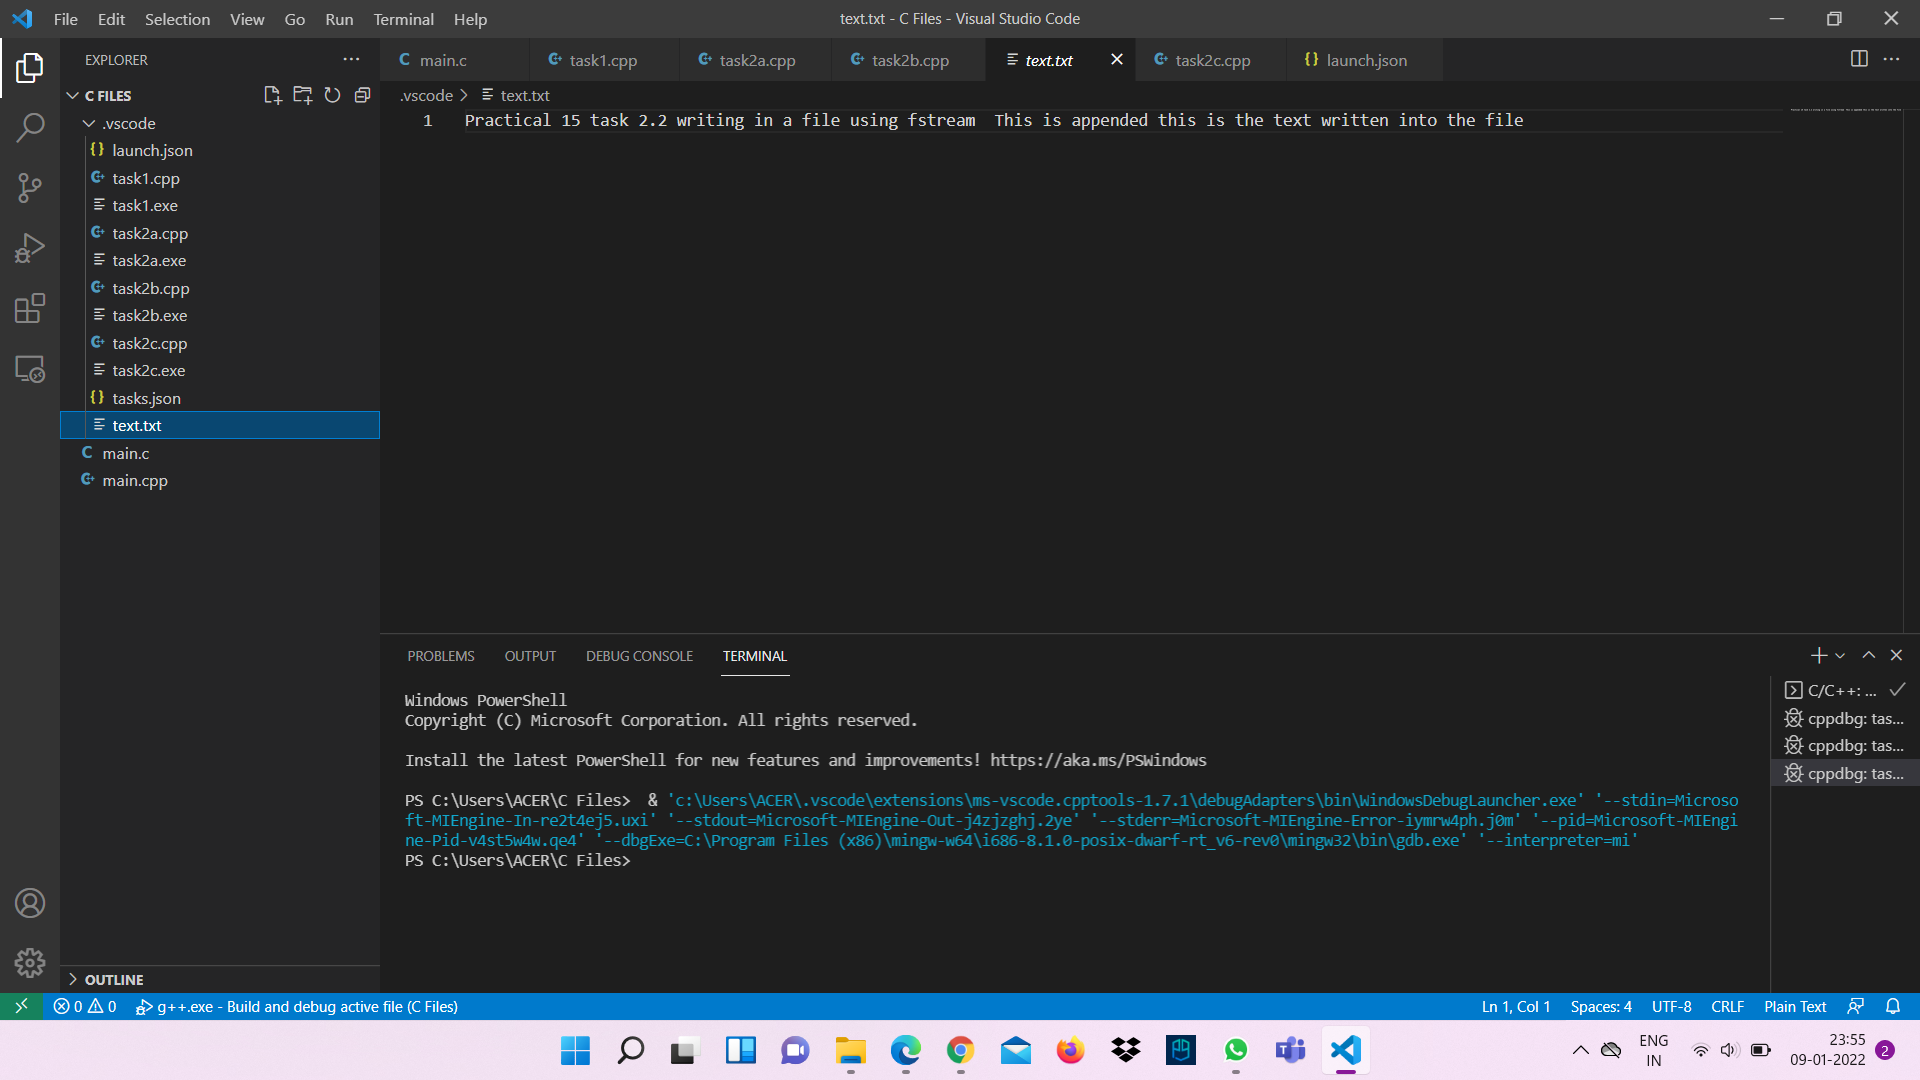 File Edit Selection View Go Run Terminal Help
text.txt - C Files - Visual Studio Code
EXPLORER
main.c task1.cpp task2a.cpp task2b.cpp text.txt task2c.cpp launch.json
.vscode > text.txt
C FILES
.vscode
launch.json
task1.cpp
task1.exe
task2a.cpp
task2a.exe
task2b.cpp
task2b.exe
task2c.cpp
task2c.exe
tasks.json
text.txt
main.c
main.cpp
OUTLINE
1 Practical 15 task 2.2 writing in a file using fstream  This is appended this is the text written into the file
PROBLEMS OUTPUT DEBUG CONSOLE TERMINAL
Windows PowerShell
Copyright (C) Microsoft Corporation. All rights reserved.
Install the latest PowerShell for new features and improvements! https://aka.ms/PSWindows
PS C:\Users\ACER\C Files>  & 'c:\Users\ACER\.vscode\extensions\ms-vscode.cpptools-1.7.1\debugAdapters\bin\WindowsDebugLauncher.exe' '--stdin=Microso
ft-MIEngine-In-re2t4ej5.uxi' '--stdout=Microsoft-MIEngine-Out-j4zjzghj.2ye' '--stderr=Microsoft-MIEngine-Error-iymrw4ph.j0m' '--pid=Microsoft-MIEngi
ne-Pid-v4st5w4w.qe4' '--dbgExe=C:\Program Files (x86)\mingw-w64\i686-8.1.0-posix-dwarf-rt_v6-rev0\mingw32\bin\gdb.exe' '--interpreter=mi'
PS C:\Users\ACER\C Files>
C/C++: ...
cppdbg: tas...
cppdbg: tas...
cppdbg: tas...
0 0 g++.exe - Build and debug active file (C Files)
Ln 1, Col 1 Spaces: 4 UTF-8 CRLF Plain Text
ENG
IN
23:55
09-01-2022
2